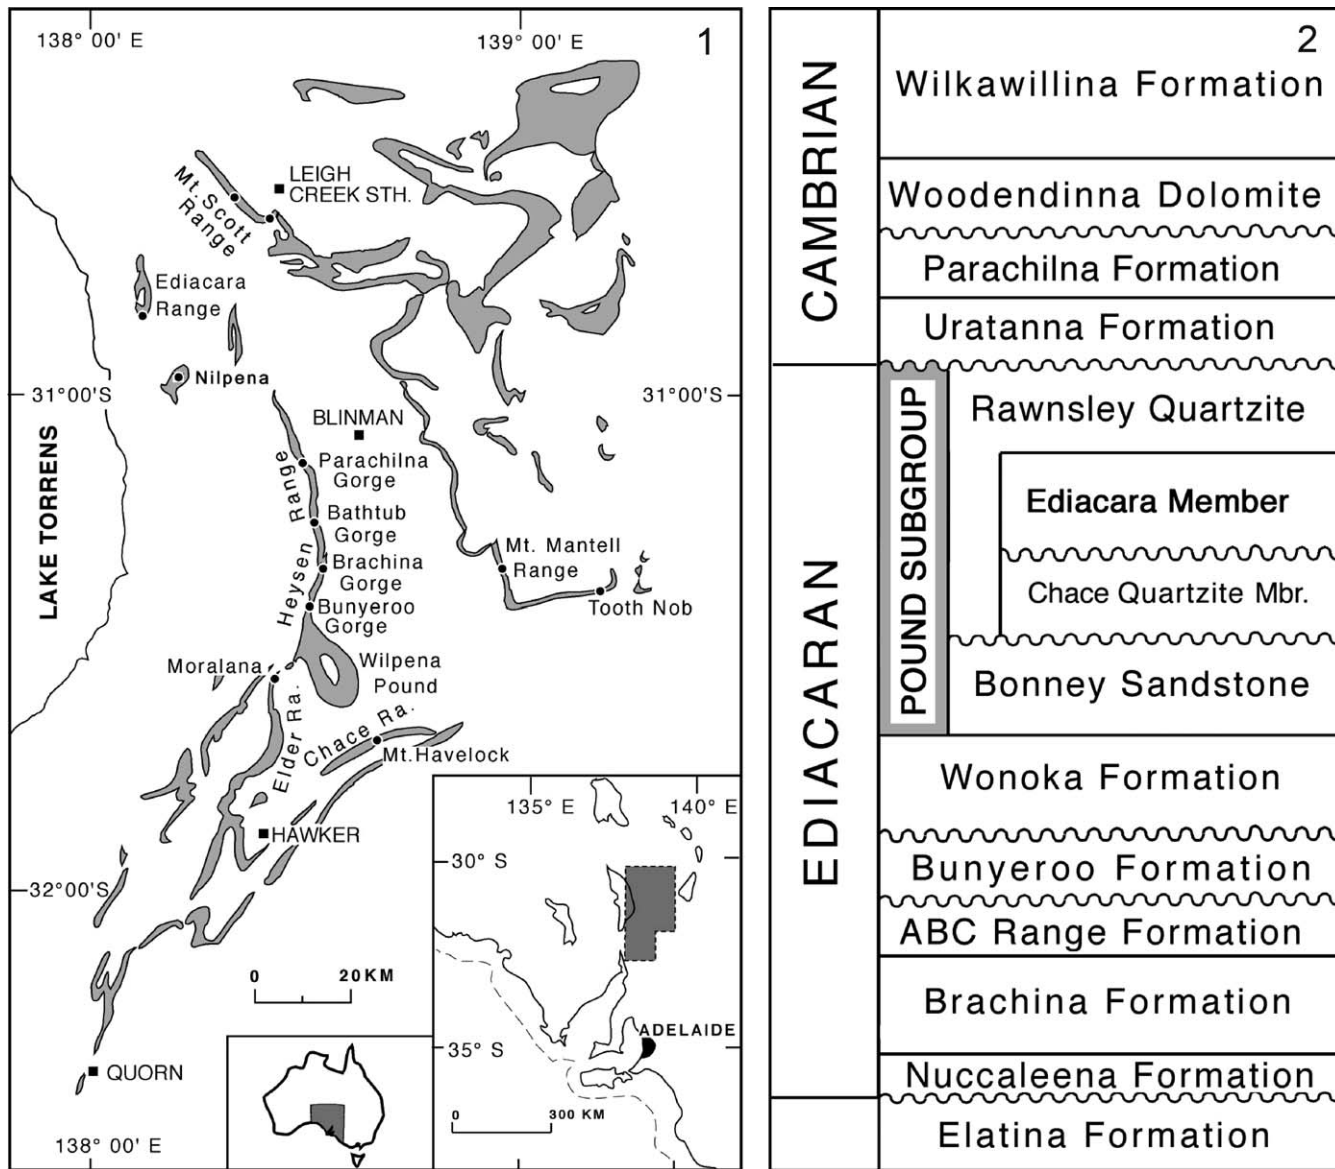 138° 00' E
139° 00' E
1
LEIGH
CREEK STH.
Mt. Scott
Range
Ediacara
Range
Nilpena
31°00'S
31°00'S
BLINMAN
LAKE TORRENS
Heysen Range
Parachilna
Gorge
Bathtub
Gorge
Brachina
Gorge
Bunyeroo
Gorge
Mt. Mantell
Range
Tooth Nob
Moralana
Wilpena
Pound
Elder Ra.
Chace Ra.
Mt.Havelock
HAWKER
32°00'S
0 20 KM
QUORN
138° 00' E
135° E
140° E
30° S
35° S
ADELAIDE
0 300 KM
2
CAMBRIAN
Wilkawillina Formation
Woodendinna Dolomite
Parachilna Formation
Uratanna Formation
EDIACARAN
POUND SUBGROUP
Rawnsley Quartzite
Ediacara Member
Chace Quartzite Mbr.
Bonney Sandstone
Wonoka Formation
Bunyeroo Formation
ABC Range Formation
Brachina Formation
Nuccaleena Formation
Elatina Formation